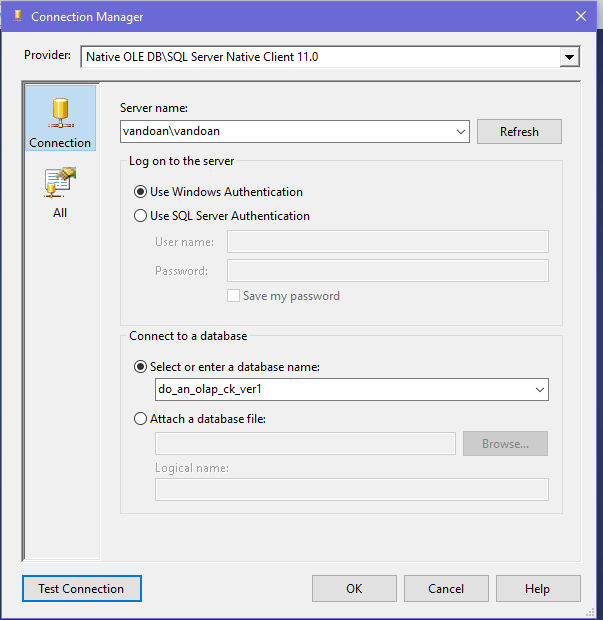 Connection Manager
Provider: Native OLE DB\SQL Server Native Client 11.0
Connection
All
Server name:
vandoan\vandoan
Refresh
Log on to the server
Use Windows Authentication
Use SQL Server Authentication
User name:
Password:
Save my password
Connect to a database
Select or enter a database name:
do_an_olap_ck_ver1
Attach a database file:
Browse...
Logical name:
Test Connection OK Cancel Help